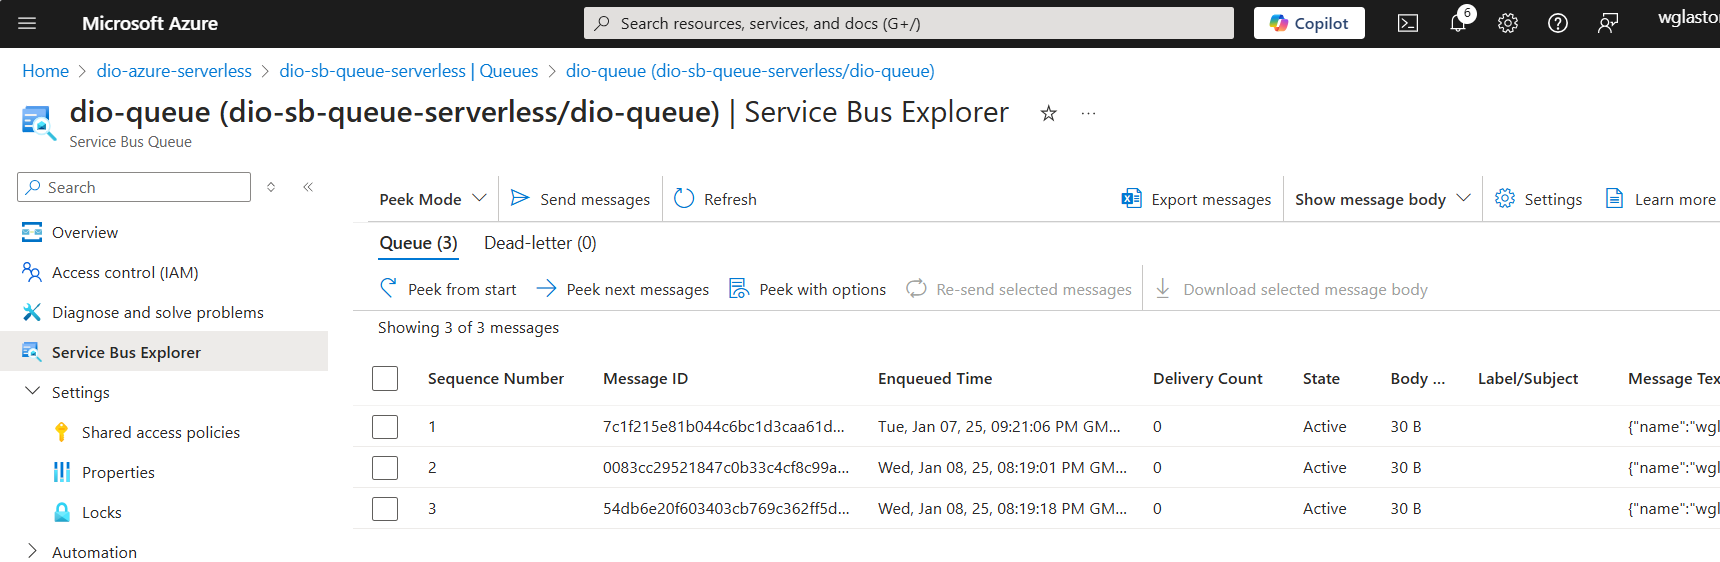 Microsoft Azure
Search resources, services, and docs (G+/)
Copilot
6
wglasto
Home > dio-azure-serverless > dio-sb-queue-serverless | Queues > dio-queue (dio-sb-queue-serverless/dio-queue)
dio-queue (dio-sb-queue-serverless/dio-queue) | Service Bus Explorer
Service Bus Queue
Search
Overview
Access control (IAM)
Diagnose and solve problems
Service Bus Explorer
Settings
Shared access policies
Properties
Locks
Automation
Peek Mode Send messages Refresh Export messages Show message body Settings Learn more
Queue (3) Dead-letter (0)
Peek from start Peek next messages Peek with options Re-send selected messages Download selected message body
Showing 3 of 3 messages
Sequence Number Message ID Enqueued Time Delivery Count State Body ... Label/Subject Message Tex
1 7c1f215e81b044c6bc1d3caa61d... Tue, Jan 07, 25, 09:21:06 PM GM... 0 Active 30 B {"name":"wgl
2 0083cc29521847c0b33c4cf8c99a... Wed, Jan 08, 25, 08:19:01 PM GM... 0 Active 30 B {"name":"wgl
3 54db6e20f603403cb769c362ff5d... Wed, Jan 08, 25, 08:19:18 PM GM... 0 Active 30 B {"name":"wgl